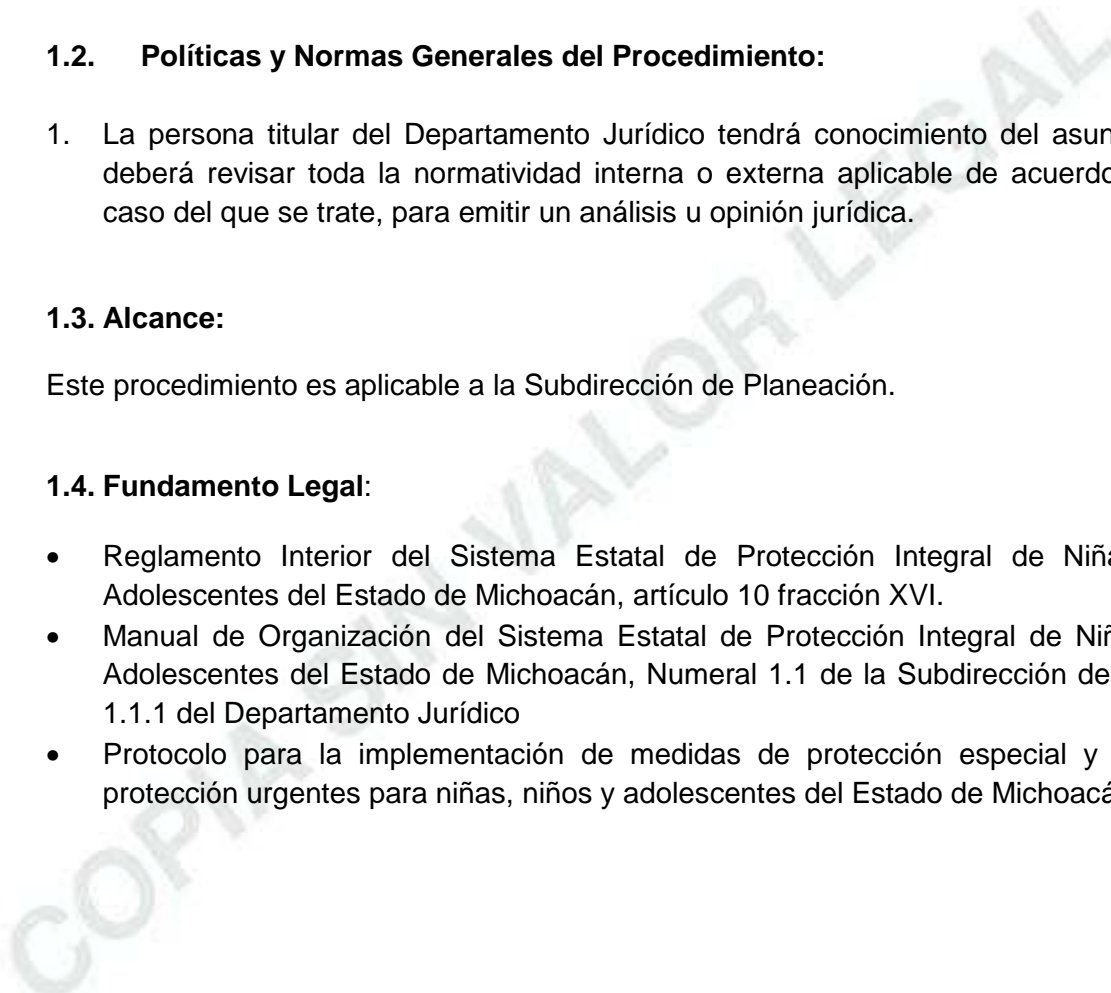 1.2. Políticas y Normas Generales del Procedimiento:
1. La persona titular del Departamento Jurídico tendrá conocimiento del asun
deberá revisar toda la normatividad interna o externa aplicable de acuerdo
caso del que se trate, para emitir un análisis u opinión jurídica.
1.3. Alcance:
Este procedimiento es aplicable a la Subdirección de Planeación.
1.4. Fundamento Legal:
• Reglamento Interior del Sistema Estatal de Protección Integral de Niña
Adolescentes del Estado de Michoacán, artículo 10 fracción XVI.
• Manual de Organización del Sistema Estatal de Protección Integral de Niñ
Adolescentes del Estado de Michoacán, Numeral 1.1 de la Subdirección de
1.1.1 del Departamento Jurídico
• Protocolo para la implementación de medidas de protección especial y
protección urgentes para niñas, niños y adolescentes del Estado de Michoacá
COPIA SIN VALOR LEGAL